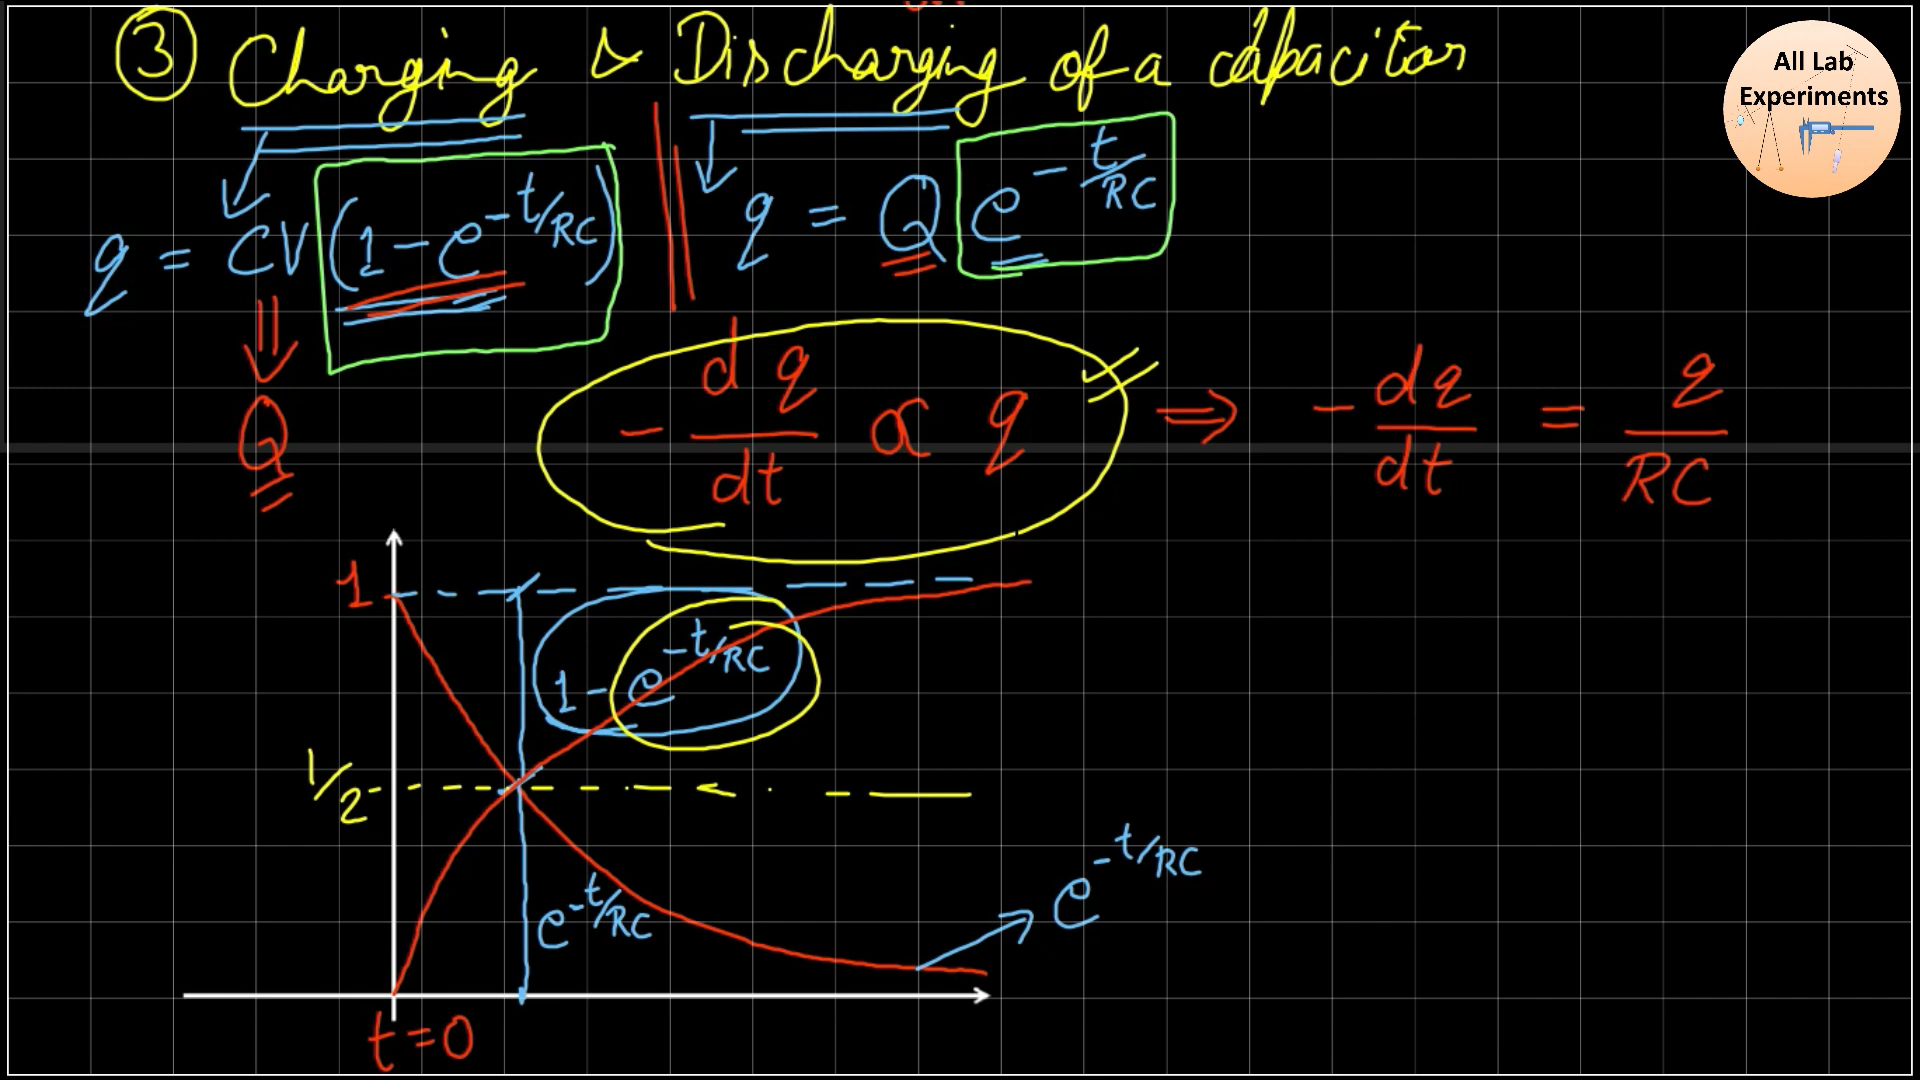 ③ Charging & Discharging of a capacitor
All Lab
Experiments
q = CV (1 - e^{-t/RC})
q = Q e^{-t/RC}
⇓
Q
- dq/dt ∝ q ⇒ - dq/dt = q/RC
1
1 - e^{-t/RC}
1/2
e^{-t/RC}
e^{-t/RC}
t = 0